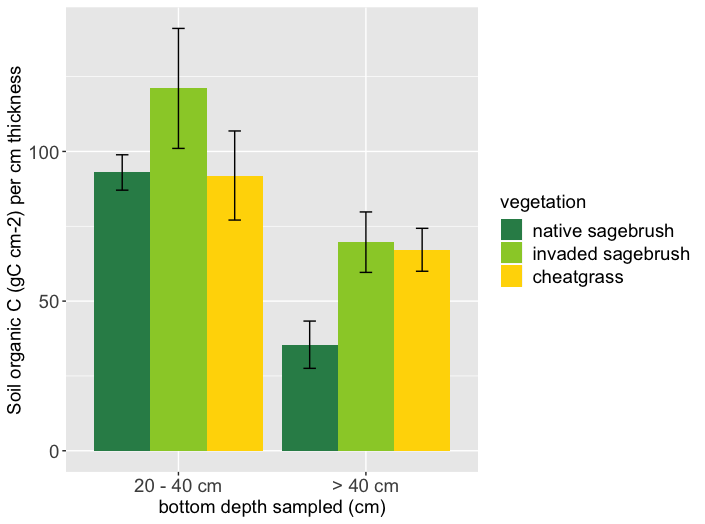 Soil organic C (gC cm-2) per cm thickness
100
50
0
20 - 40 cm
> 40 cm
bottom depth sampled (cm)
vegetation
native sagebrush
invaded sagebrush
cheatgrass